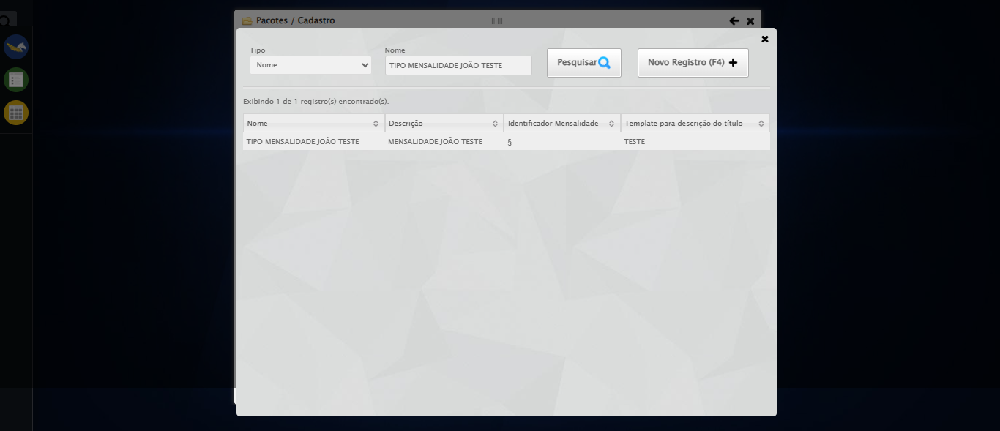 Pacotes / Cadastro
Tipo
Nome
Nome
TIPO MENSALIDADE JOÃO TESTE
Pesquisar
Novo Registro (F4)
Exibindo 1 de 1 registro(s) encontrado(s).
Nome Descrição Identificador Mensalidade Template para descrição do título
TIPO MENSALIDADE JOÃO TESTE MENSALIDADE JOÃO TESTE § TESTE